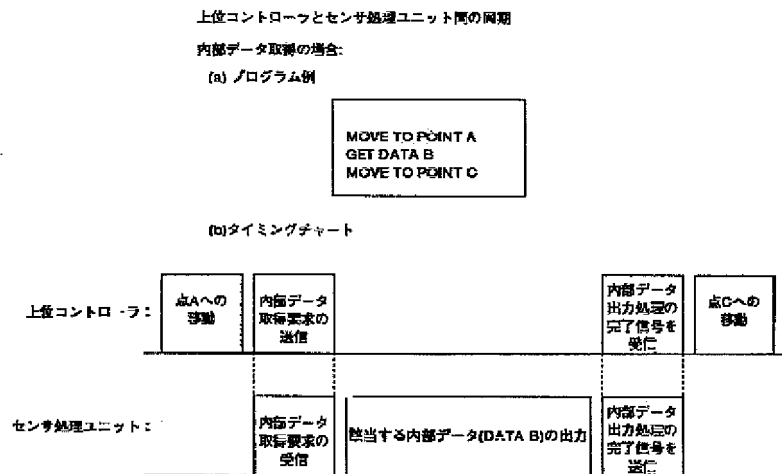 上位コントローラとセンサ処理ユニット間の同期
内部データ取得の場合:
(a) プログラム例
MOVE TO POINT A
GET DATA B
MOVE TO POINT C
(b)タイミングチャート
上位コントローラ:
点Aへの
移動
内部データ
取得要求の
送信
内部データ
出力処理の
完了信号を
受信
点Cへの
移動
センサ処理ユニット:
内部データ
取得要求の
受信
該当する内部データ(DATA B)の出力
内部データ
出力処理の
完了信号を
送信